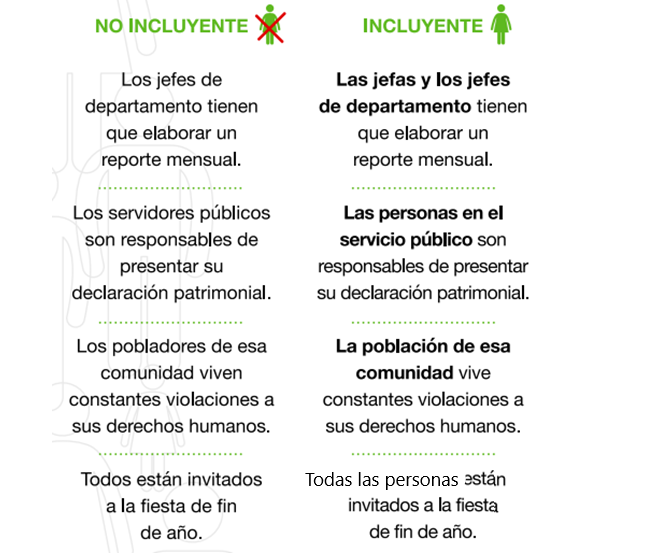 NO INCLUYENTE
Los jefes de
departamento tienen
que elaborar un
reporte mensual.
Los servidores públicos
son responsables de
presentar su
declaración patrimonial.
Los pobladores de esa
comunidad viven
constantes violaciones a
sus derechos humanos.
Todos están invitados
a la fiesta de fin
de año.
INCLUYENTE
Las jefas y los jefes
de departamento tienen
que elaborar un
reporte mensual.
Las personas en el
servicio público son
responsables de presentar
su declaración patrimonial.
La población de esa
comunidad vive
constantes violaciones a
sus derechos humanos.
Todas las personas están
invitados a la fiesta
de fin de año.